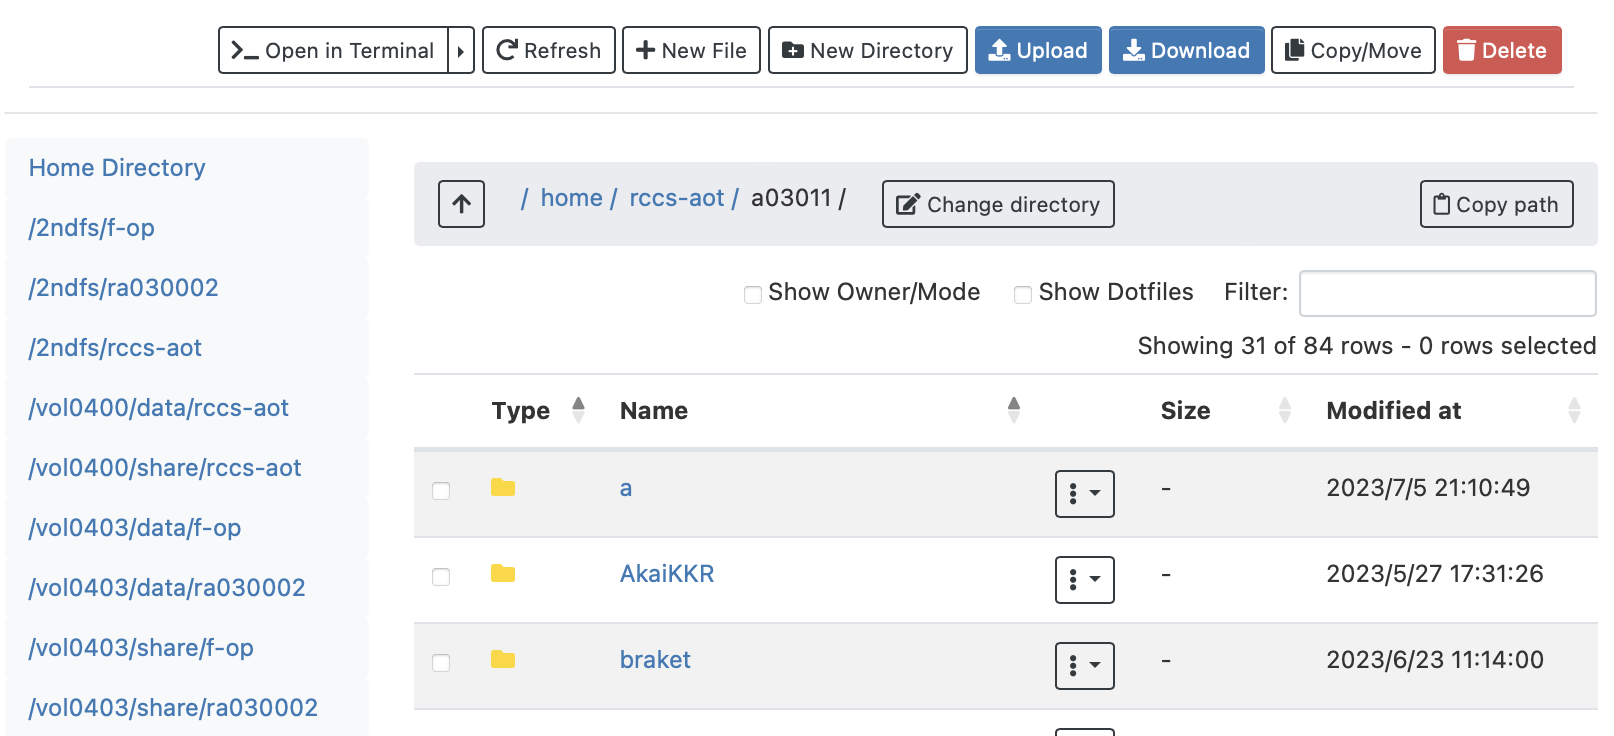 Open in Terminal Refresh New File New Directory Upload Download Copy/Move Delete
Home Directory
/2ndfs/f-op
/2ndfs/ra030002
/2ndfs/rccs-aot
/vol0400/data/rccs-aot
/vol0400/share/rccs-aot
/vol0403/data/f-op
/vol0403/data/ra030002
/vol0403/share/f-op
/vol0403/share/ra030002
/ home / rccs-aot / a03011 / Change directory Copy path
Show Owner/Mode Show Dotfiles Filter:
Showing 31 of 84 rows - 0 rows selected
Type Name Size Modified at
a - 2023/7/5 21:10:49
AkaiKKR - 2023/5/27 17:31:26
braket - 2023/6/23 11:14:00